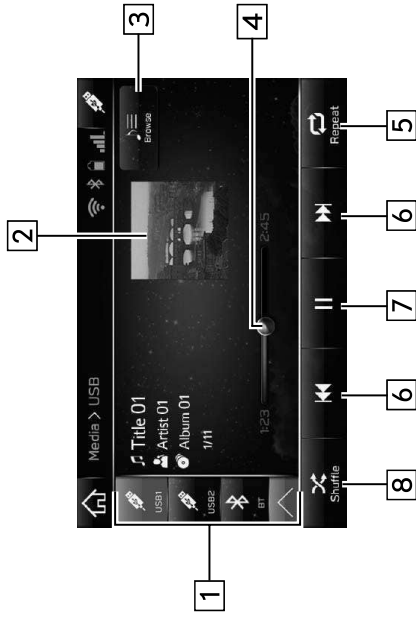 Media > USB
USB1
USB2
BT
Title 01
Artist 01
Album 01
1/11
Browse
1:23
2:45
Shuffle
Repeat
1
2
3
4
5
6
7
6
8